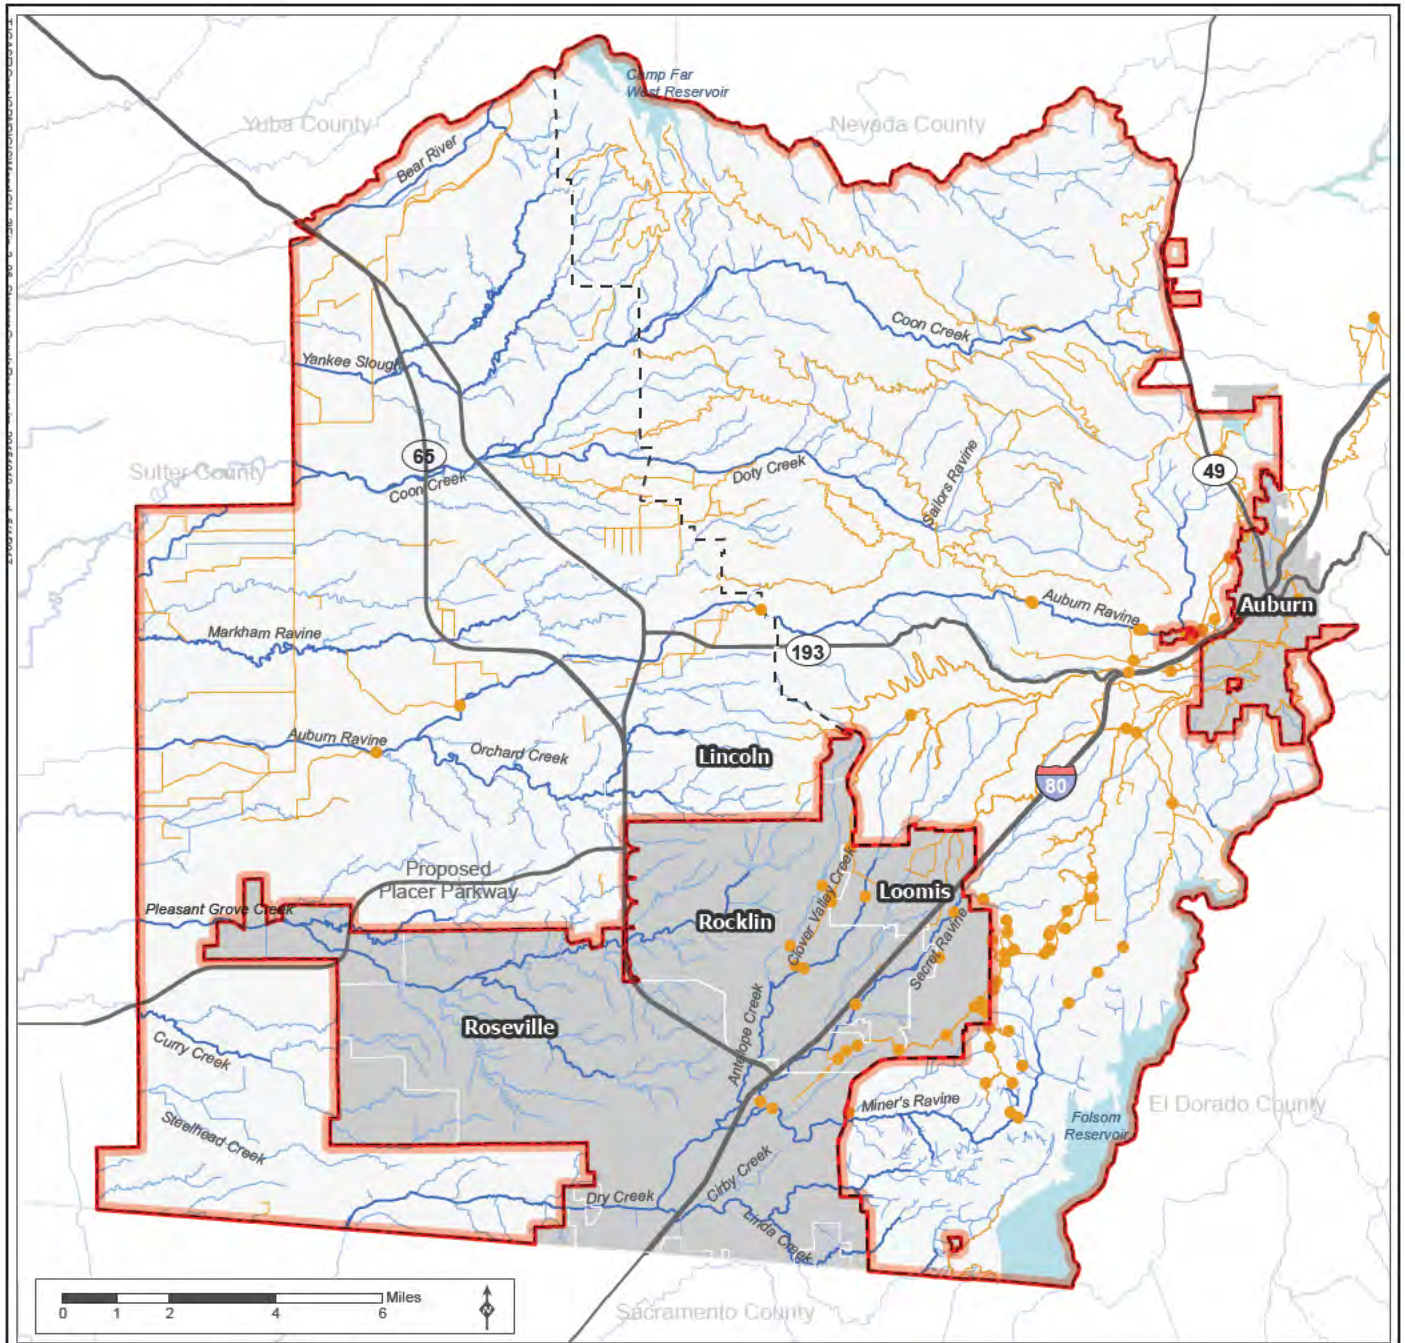 Camp Far
West Reservoir
Yuba County
Nevada County
Bear River
Coon Creek
Yankee Slough
65
Sutter County
Coon Creek
Doty Creek
Sailors Ravine
49
Auburn Ravine
Auburn
Markham Ravine
193
Auburn Ravine
Orchard Creek
Lincoln
80
Proposed
Placer Parkway
Pleasant Grove Creek
Clover Valley Creek
Loomis
Rocklin
Secret Ravine
Roseville
Antelope Creek
Curry Creek
Miner's Ravine
El Dorado County
Folsom
Reservoir
Steelhead Creek
Dry Creek
Cirby Creek
Linda Creek
Miles
0 1 2 4 6
N
Sacramento County